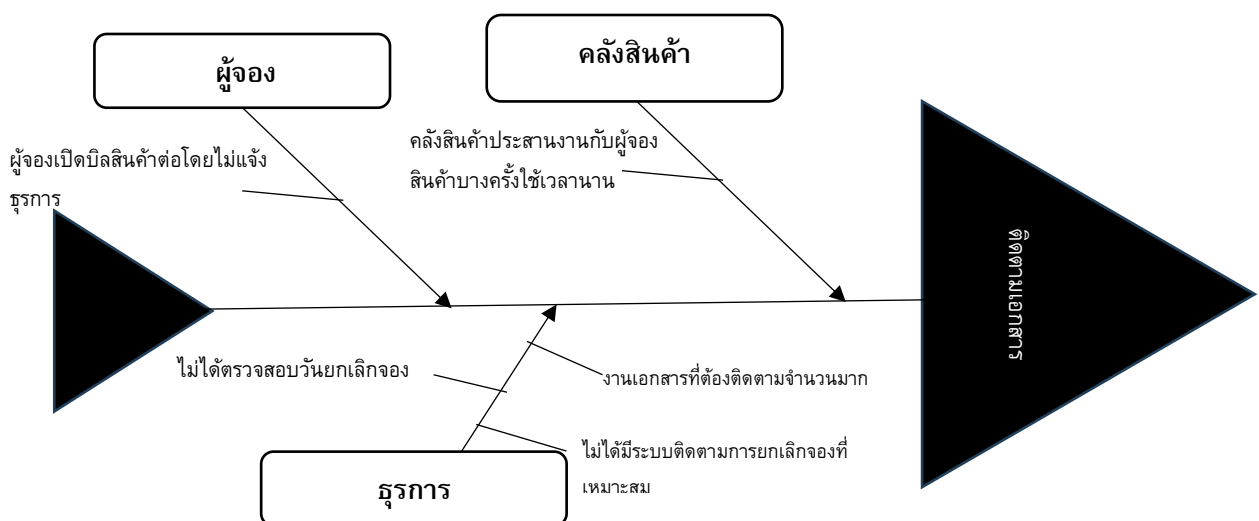 ผู้จอง
คลังสินค้า
ผู้จองเปิดบิลสินค้าต่อโดยไม่แจ้ง
ธุรการ
คลังสินค้าประสานงานกับผู้จอง
สินค้าบางครั้งใช้เวลานาน
ติดตามเอกสาร
ไม่ได้ตรวจสอบวันยกเลิกจอง
งานเอกสารที่ต้องติดตามจำนวนมาก
ไม่ได้มีระบบติดตามการยกเลิกจองที่
เหมาะสม
ธุรการ